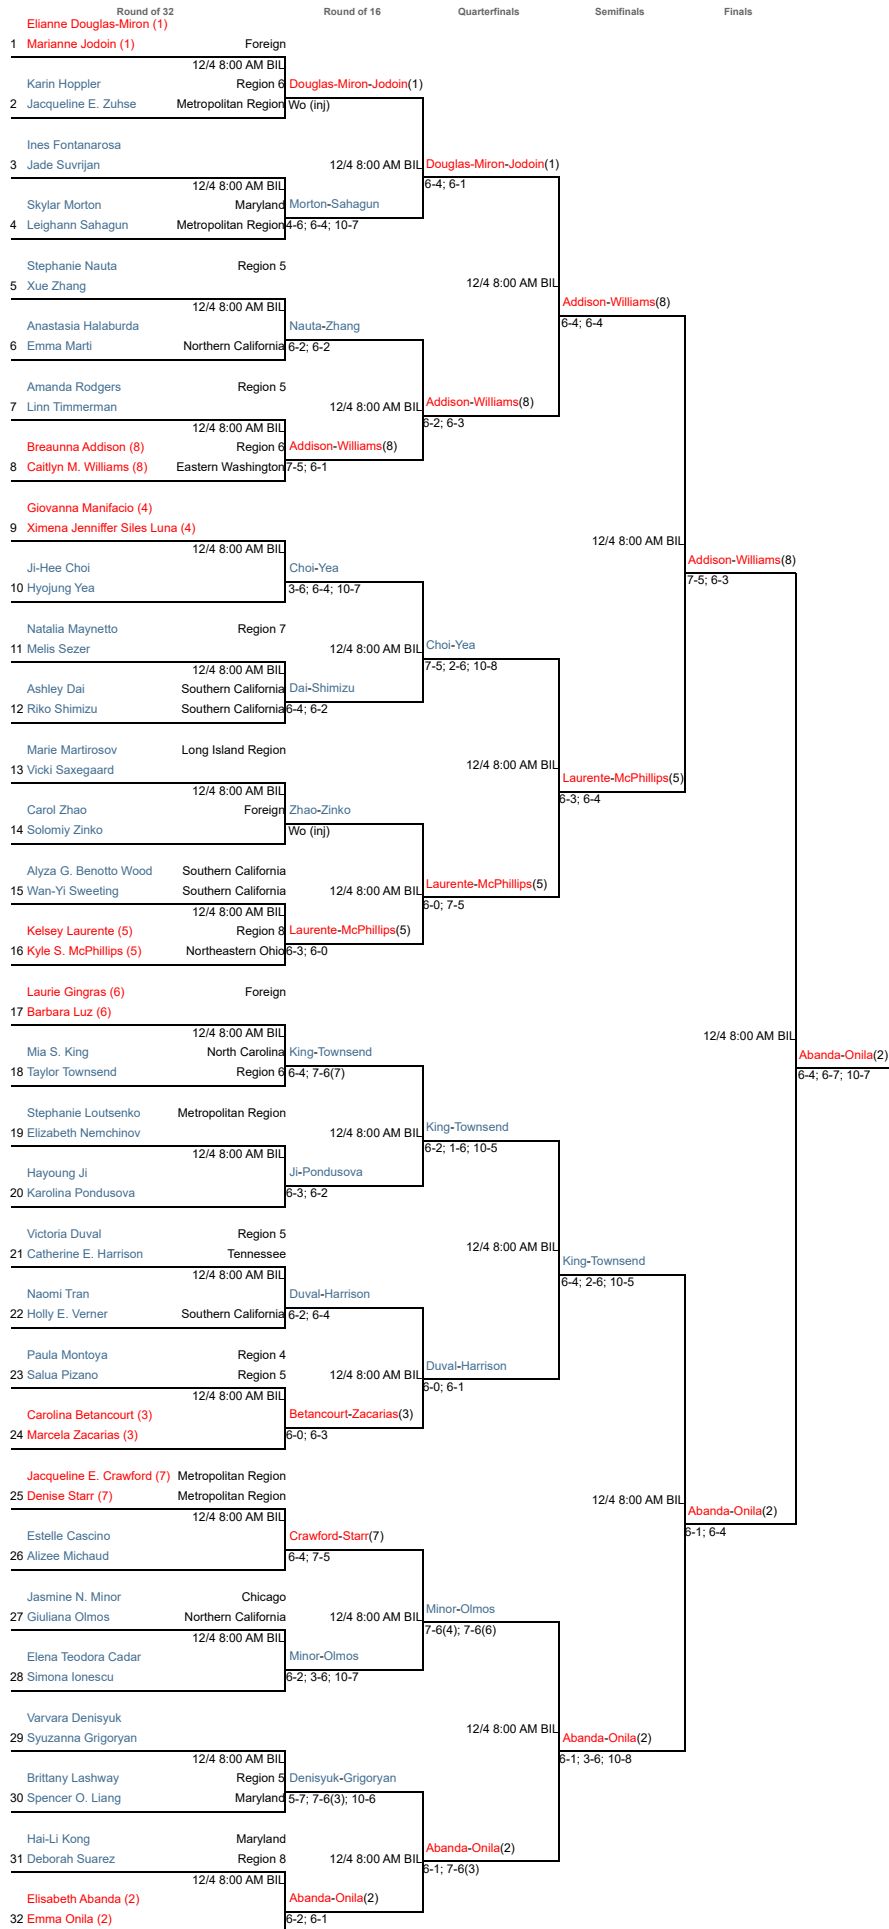 Round of 32 Round of 16 Quarterfinals Semifinals Finals
Elianne Douglas-Miron (1)
1 Marianne Jodoin (1) Foreign
12/4 8:00 AM BIL
Karin Hoppler Region 6 Douglas-Miron-Jodoin(1)
2 Jacqueline E. Zuhse Metropolitan Region Wo (inj)
Ines Fontanarosa
3 Jade Suvrijan 12/4 8:00 AM BIL Douglas-Miron-Jodoin(1)
12/4 8:00 AM BIL 6-4; 6-1
Skylar Morton Maryland Morton-Sahagun
4 Leighann Sahagun Metropolitan Region 4-6; 6-4; 10-7
Stephanie Nauta Region 5
5 Xue Zhang 12/4 8:00 AM BIL
12/4 8:00 AM BIL Addison-Williams(8)
Anastasia Halaburda Nauta-Zhang 6-4; 6-4
6 Emma Marti Northern California 6-2; 6-2
Amanda Rodgers Region 5
7 Linn Timmerman 12/4 8:00 AM BIL Addison-Williams(8)
12/4 8:00 AM BIL 6-2; 6-3
Breaunna Addison (8) Region 6 Addison-Williams(8)
8 Caitlyn M. Williams (8) Eastern Washington 7-5; 6-1
Giovanna Manifacio (4)
9 Ximena Jenniffer Siles Luna (4)
12/4 8:00 AM BIL 12/4 8:00 AM BIL
Ji-Hee Choi Choi-Yea Addison-Williams(8)
10 Hyojung Yea 3-6; 6-4; 10-7 7-5; 6-3
Natalia Maynetto Region 7
11 Melis Sezer 12/4 8:00 AM BIL Choi-Yea
12/4 8:00 AM BIL 7-5; 2-6; 10-8
Ashley Dai Southern California Dai-Shimizu
12 Riko Shimizu Southern California 6-4; 6-2
Marie Martirosov Long Island Region
13 Vicki Saxegaard 12/4 8:00 AM BIL
12/4 8:00 AM BIL Laurente-McPhillips(5)
Carol Zhao Foreign Zhao-Zinko 6-3; 6-4
14 Solomiy Zinko Wo (inj)
Alyza G. Benotto Wood Southern California
15 Wan-Yi Sweeting Southern California 12/4 8:00 AM BIL Laurente-McPhillips(5)
12/4 8:00 AM BIL 6-0; 7-5
Kelsey Laurente (5) Region 8 Laurente-McPhillips(5)
16 Kyle S. McPhillips (5) Northeastern Ohio 6-3; 6-0
Laurie Gingras (6) Foreign
17 Barbara Luz (6)
12/4 8:00 AM BIL 12/4 8:00 AM BIL
Mia S. King North Carolina King-Townsend Abanda-Onila(2)
18 Taylor Townsend Region 6 6-4; 7-6(7) 6-4; 6-7; 10-7
Stephanie Loutsenko Metropolitan Region
19 Elizabeth Nemchinov 12/4 8:00 AM BIL King-Townsend
12/4 8:00 AM BIL 6-2; 1-6; 10-5
Hayoung Ji Ji-Pondusova
20 Karolina Pondusova 6-3; 6-2
Victoria Duval Region 5
21 Catherine E. Harrison Tennessee 12/4 8:00 AM BIL
12/4 8:00 AM BIL King-Townsend
Naomi Tran Duval-Harrison 6-4; 2-6; 10-5
22 Holly E. Verner Southern California 6-2; 6-4
Paula Montoya Region 4
23 Salua Pizano Region 5 12/4 8:00 AM BIL Duval-Harrison
12/4 8:00 AM BIL 6-0; 6-1
Carolina Betancourt (3) Betancourt-Zacarias(3)
24 Marcela Zacarias (3) 6-0; 6-3
Jacqueline E. Crawford (7) Metropolitan Region
25 Denise Starr (7) Metropolitan Region 12/4 8:00 AM BIL
12/4 8:00 AM BIL Abanda-Onila(2)
Estelle Cascino Crawford-Starr(7) 6-1; 6-4
26 Alizee Michaud 6-4; 7-5
Jasmine N. Minor Chicago
27 Giuliana Olmos Northern California 12/4 8:00 AM BIL Minor-Olmos
12/4 8:00 AM BIL 7-6(4); 7-6(6)
Elena Teodora Cadar Minor-Olmos
28 Simona Ionescu 6-2; 3-6; 10-7
Varvara Denisyuk
29 Syuzanna Grigoryan 12/4 8:00 AM BIL Abanda-Onila(2)
12/4 8:00 AM BIL 6-1; 3-6; 10-8
Brittany Lashway Region 5 Denisyuk-Grigoryan
30 Spencer O. Liang Maryland 5-7; 7-6(3); 10-6
Hai-Li Kong Maryland
31 Deborah Suarez Region 8 12/4 8:00 AM BIL Abanda-Onila(2)
12/4 8:00 AM BIL 6-1; 7-6(3)
Elisabeth Abanda (2) Abanda-Onila(2)
32 Emma Onila (2) 6-2; 6-1